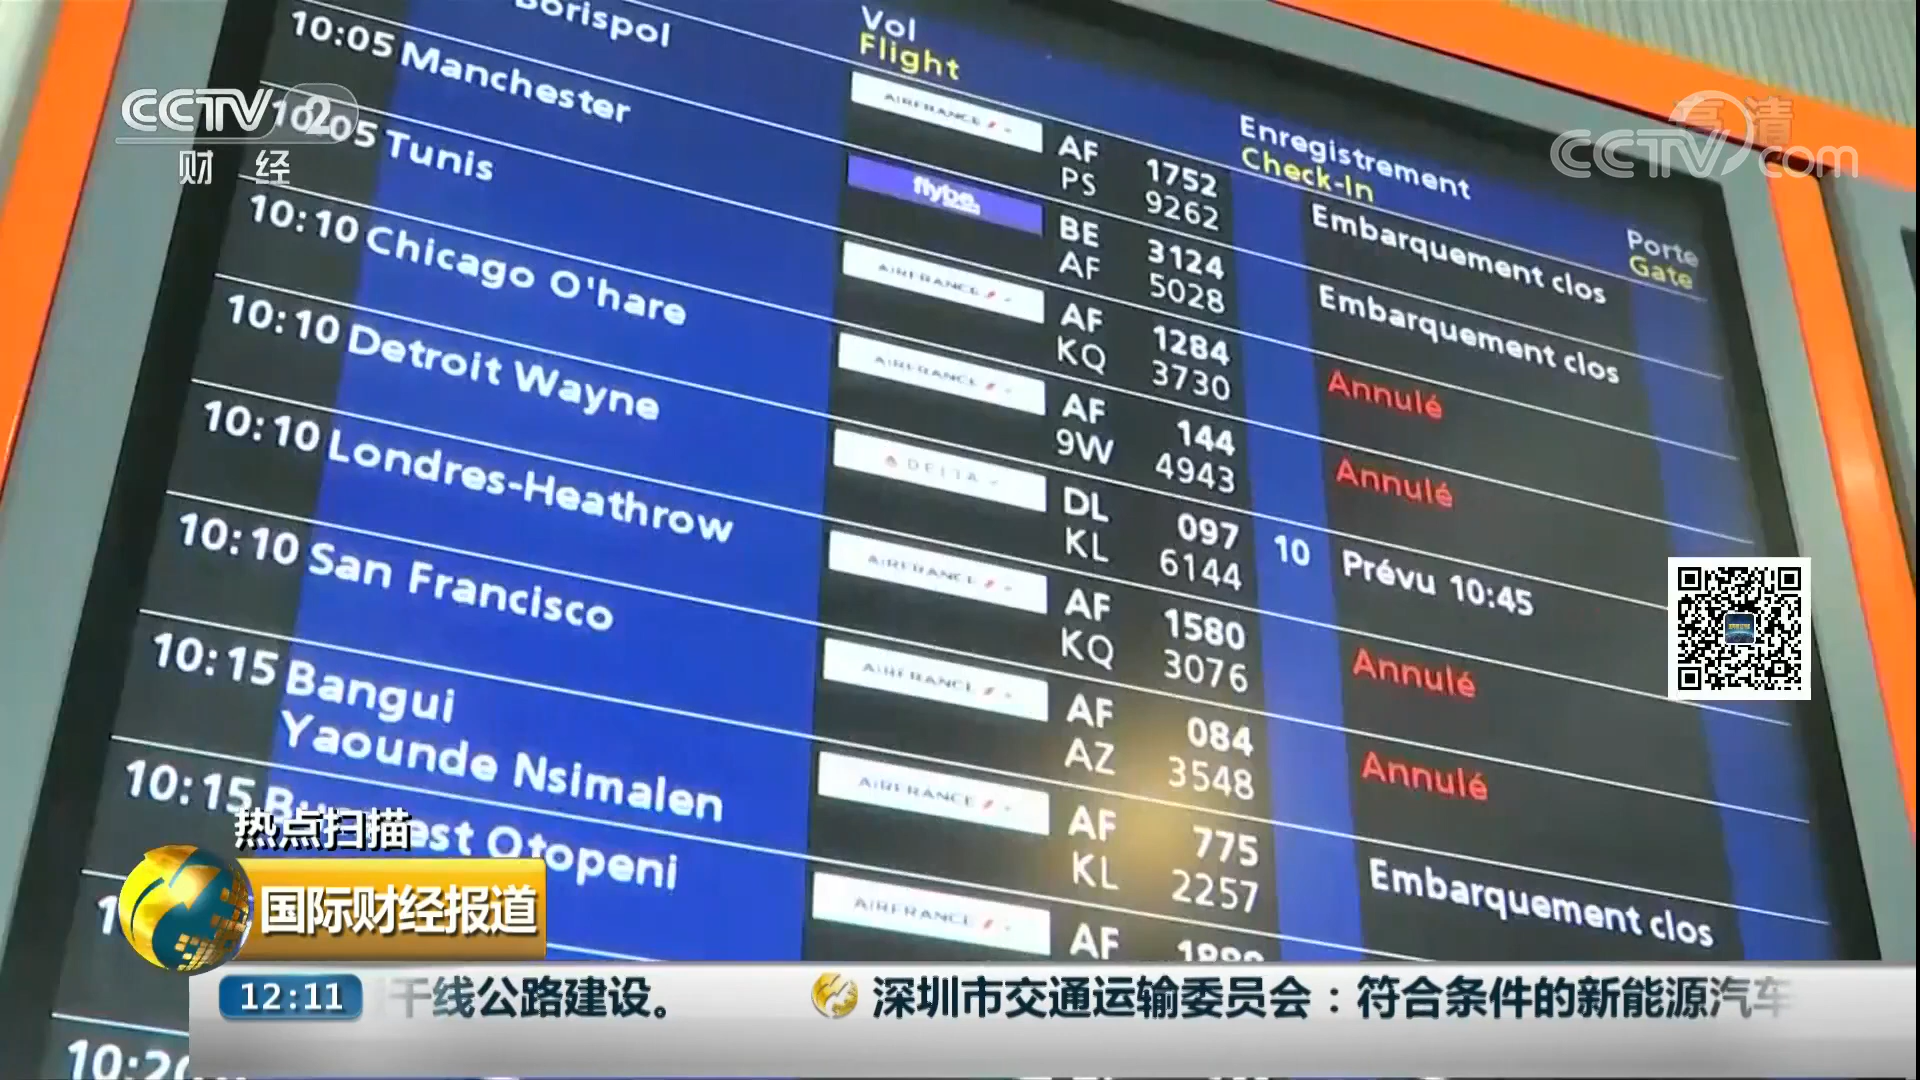 Borispol
Vol
Flight
Enregistrement
Check-In
Porte
Gate
AIRFRANCE AF 1752
PS 9262 Embarquement clos
10:05 Manchester flybe. BE 3124
AF 5028 Embarquement clos
10:05 Tunis AIRFRANCE AF 1284
KQ 3730 Annulé
10:10 Chicago O'hare AIRFRANCE AF 144
9W 4943 Annulé
10:10 Detroit Wayne DELTA DL 097
KL 6144 10 Prévu 10:45
10:10 Londres-Heathrow AIRFRANCE AF 1580
KQ 3076 Annulé
10:10 San Francisco AIRFRANCE AF 084
AZ 3548 Annulé
10:15 Bangui AIRFRANCE AF 775
Yaounde Nsimalen KL 2257 Embarquement clos
10:15 Otopeni AIRFRANCE AF
CCTV 2
财经
高清
CCTV.com
热点扫描
国际财经报道
12:11 干线公路建设。 深圳市交通运输委员会：符合条件的新能源汽车